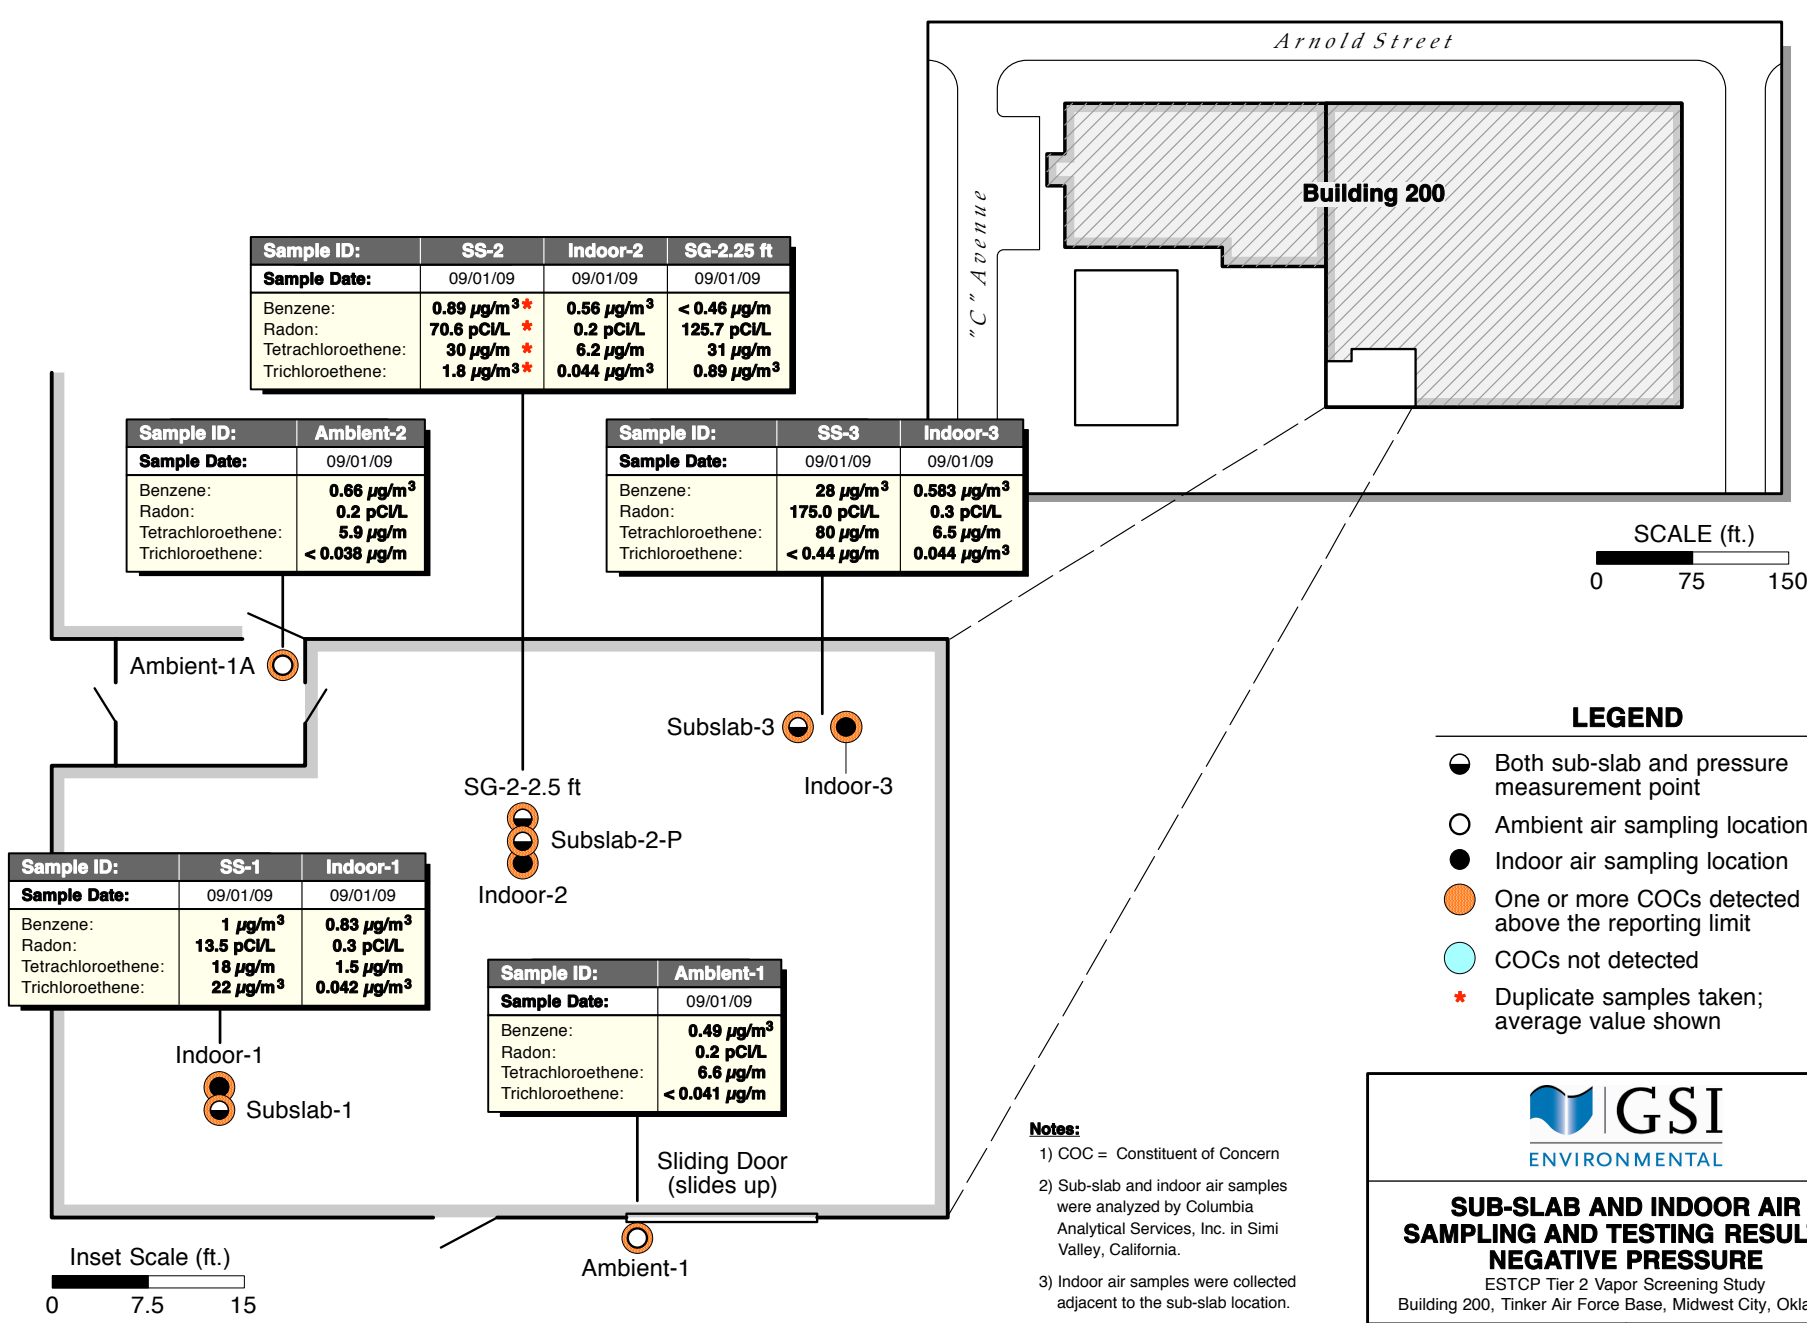 Arnold Street
"C" Avenue
Building 200
Sample ID: SS-2 Indoor-2 SG-2.25 ft
Sample Date: 09/01/09 09/01/09 09/01/09
Benzene: 0.89 µg/m³ * 0.56 µg/m³ < 0.46 µg/m
Radon: 70.6 pCi/L * 0.2 pCi/L 125.7 pCi/L
Tetrachloroethene: 30 µg/m * 6.2 µg/m 31 µg/m
Trichloroethene: 1.8 µg/m³ * 0.044 µg/m³ 0.89 µg/m³
Sample ID: Ambient-2
Sample Date: 09/01/09
Benzene: 0.66 µg/m³
Radon: 0.2 pCi/L
Tetrachloroethene: 5.9 µg/m
Trichloroethene: < 0.038 µg/m
Sample ID: SS-3 Indoor-3
Sample Date: 09/01/09 09/01/09
Benzene: 28 µg/m³ 0.583 µg/m³
Radon: 175.0 pCi/L 0.3 pCi/L
Tetrachloroethene: 80 µg/m 6.5 µg/m
Trichloroethene: < 0.44 µg/m 0.044 µg/m³
SCALE (ft.)
0 75 150
Ambient-1A
Subslab-3
Indoor-3
SG-2-2.5 ft
Subslab-2-P
Indoor-2
Sample ID: SS-1 Indoor-1
Sample Date: 09/01/09 09/01/09
Benzene: 1 µg/m³ 0.83 µg/m³
Radon: 13.5 pCi/L 0.3 pCi/L
Tetrachloroethene: 18 µg/m 1.5 µg/m
Trichloroethene: 22 µg/m³ 0.042 µg/m³
Indoor-1
Subslab-1
Sample ID: Ambient-1
Sample Date: 09/01/09
Benzene: 0.49 µg/m³
Radon: 0.2 pCi/L
Tetrachloroethene: 6.6 µg/m
Trichloroethene: < 0.041 µg/m
Sliding Door
(slides up)
Ambient-1
Inset Scale (ft.)
0 7.5 15
LEGEND
Both sub-slab and pressure
measurement point
Ambient air sampling location
Indoor air sampling location
One or more COCs detected
above the reporting limit
COCs not detected
* Duplicate samples taken;
average value shown
Notes:
1) COC = Constituent of Concern
2) Sub-slab and indoor air samples
were analyzed by Columbia
Analytical Services, Inc. in Simi
Valley, California.
3) Indoor air samples were collected
adjacent to the sub-slab location.
GSI
ENVIRONMENTAL
SUB-SLAB AND INDOOR AIR
SAMPLING AND TESTING RESUL
NEGATIVE PRESSURE
ESTCP Tier 2 Vapor Screening Study
Building 200, Tinker Air Force Base, Midwest City, Okla